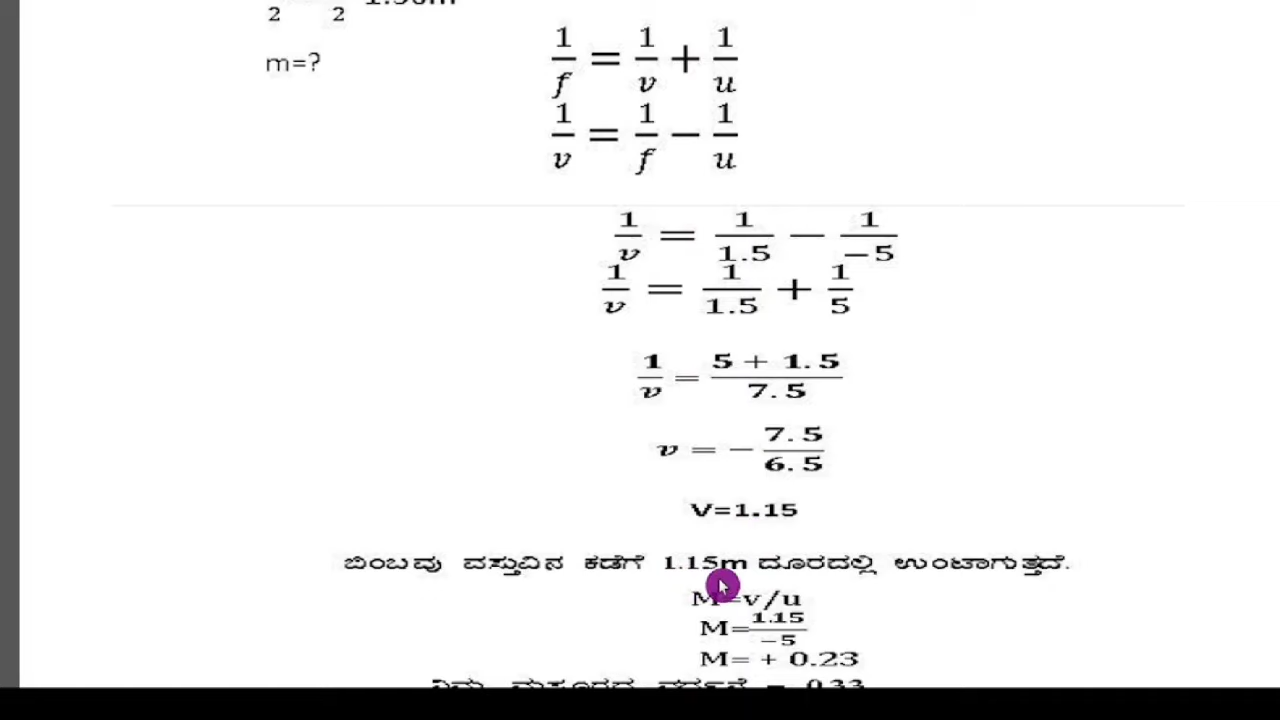 2 2
m=?
1/f = 1/v + 1/u
1/v = 1/f − 1/u
1/v = 1/1.5 − 1/−5
1/v = 1/1.5 + 1/5
1/v = 5 + 1.5/7.5
v = − 7.5/6.5
V=1.15
ಬಿಂಬವು ವಸ್ತುವಿನ ಕಡೆಗೆ 1.15m ದೂರದಲ್ಲಿ ಉಂಟಾಗುತ್ತದೆ.
M=v/u
M=1.15/−5
M= + 0.23